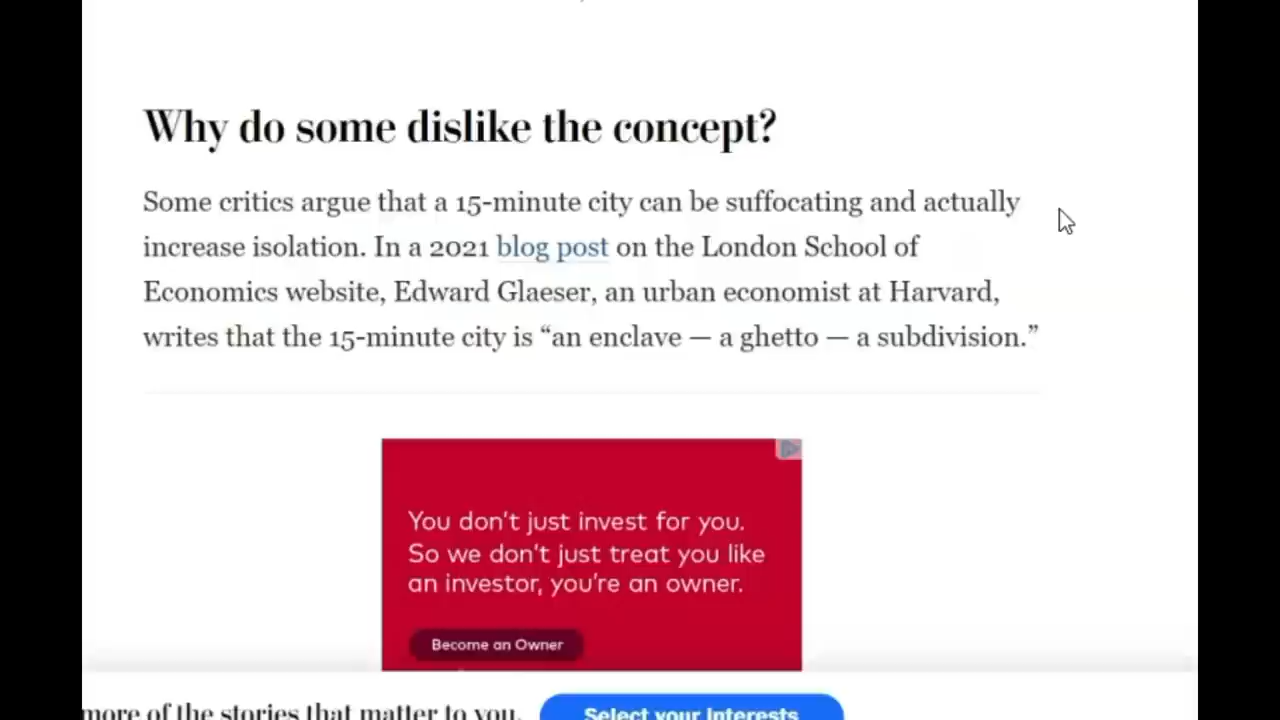 Why do some dislike the concept?
Some critics argue that a 15-minute city can be suffocating and actually
increase isolation. In a 2021 blog post on the London School of
Economics website, Edward Glaeser, an urban economist at Harvard,
writes that the 15-minute city is “an enclave — a ghetto — a subdivision.”
You don't just invest for you.
So we don't just treat you like
an investor, you're an owner.
Become an Owner
more of the stories that matter to you.
Select your Interests